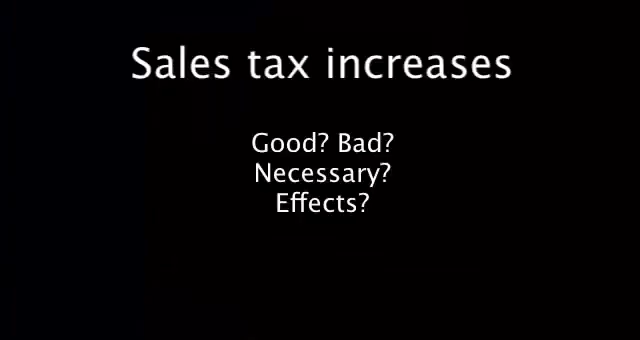 Sales tax increases
Good? Bad?
Necessary?
Effects?